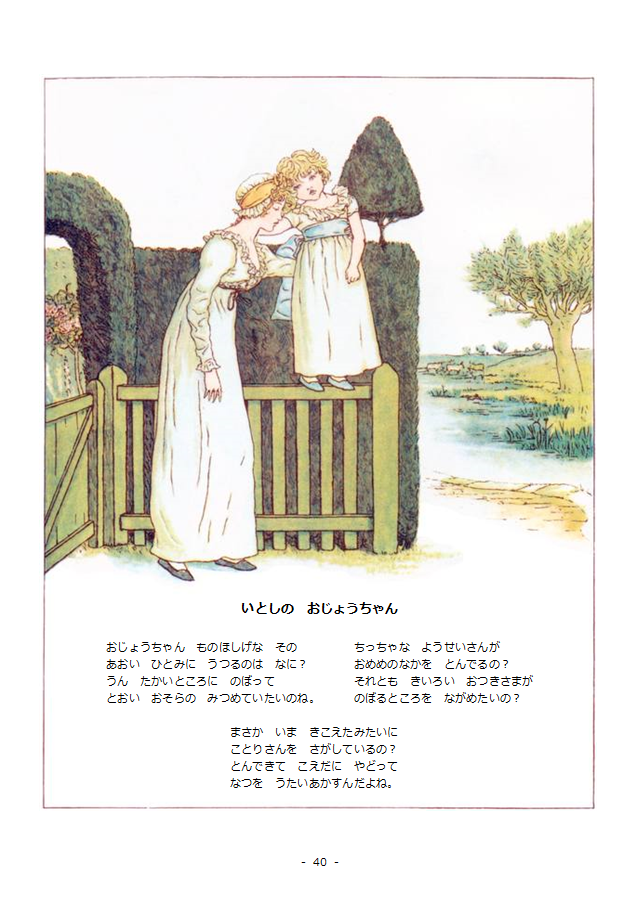 いとしの　おじょうちゃん
おじょうちゃん　ものほしげな　その
あおい　ひとみに　うつるのは　なに？
うん　たかいところに　のぼって
とおい　おそらの　みつめていたいのね。
ちっちゃな　ようせいさんが
おめめのなかを　とんでるの？
それとも　きいろい　おつきさまが
のぼるところを　ながめたいの？
まさか　いま　きこえたみたいに
ことりさんを　さがしているの？
とんできて　こえだに　やどって
なつを　うたいあかすんだよね。
- 40 -